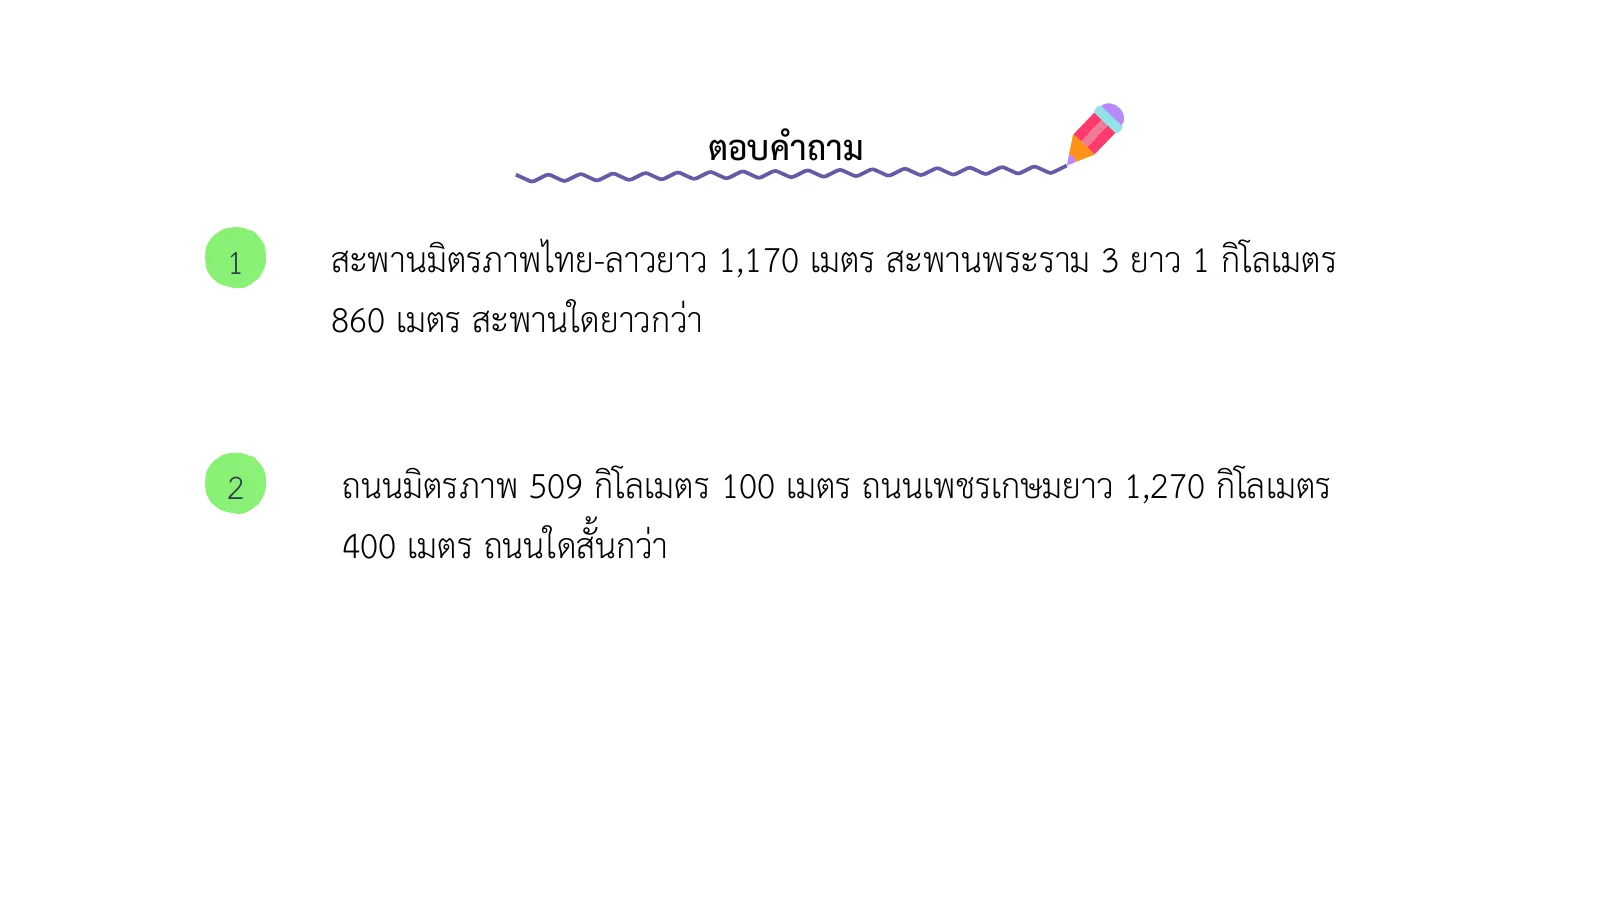 ตอบคำถาม
1 สะพานมิตรภาพไทย-ลาวยาว 1,170 เมตร สะพานพระราม 3 ยาว 1 กิโลเมตร
860 เมตร สะพานใดยาวกว่า
2 ถนนมิตรภาพ 509 กิโลเมตร 100 เมตร ถนนเพชรเกษมยาว 1,270 กิโลเมตร
400 เมตร ถนนใดสั้นกว่า